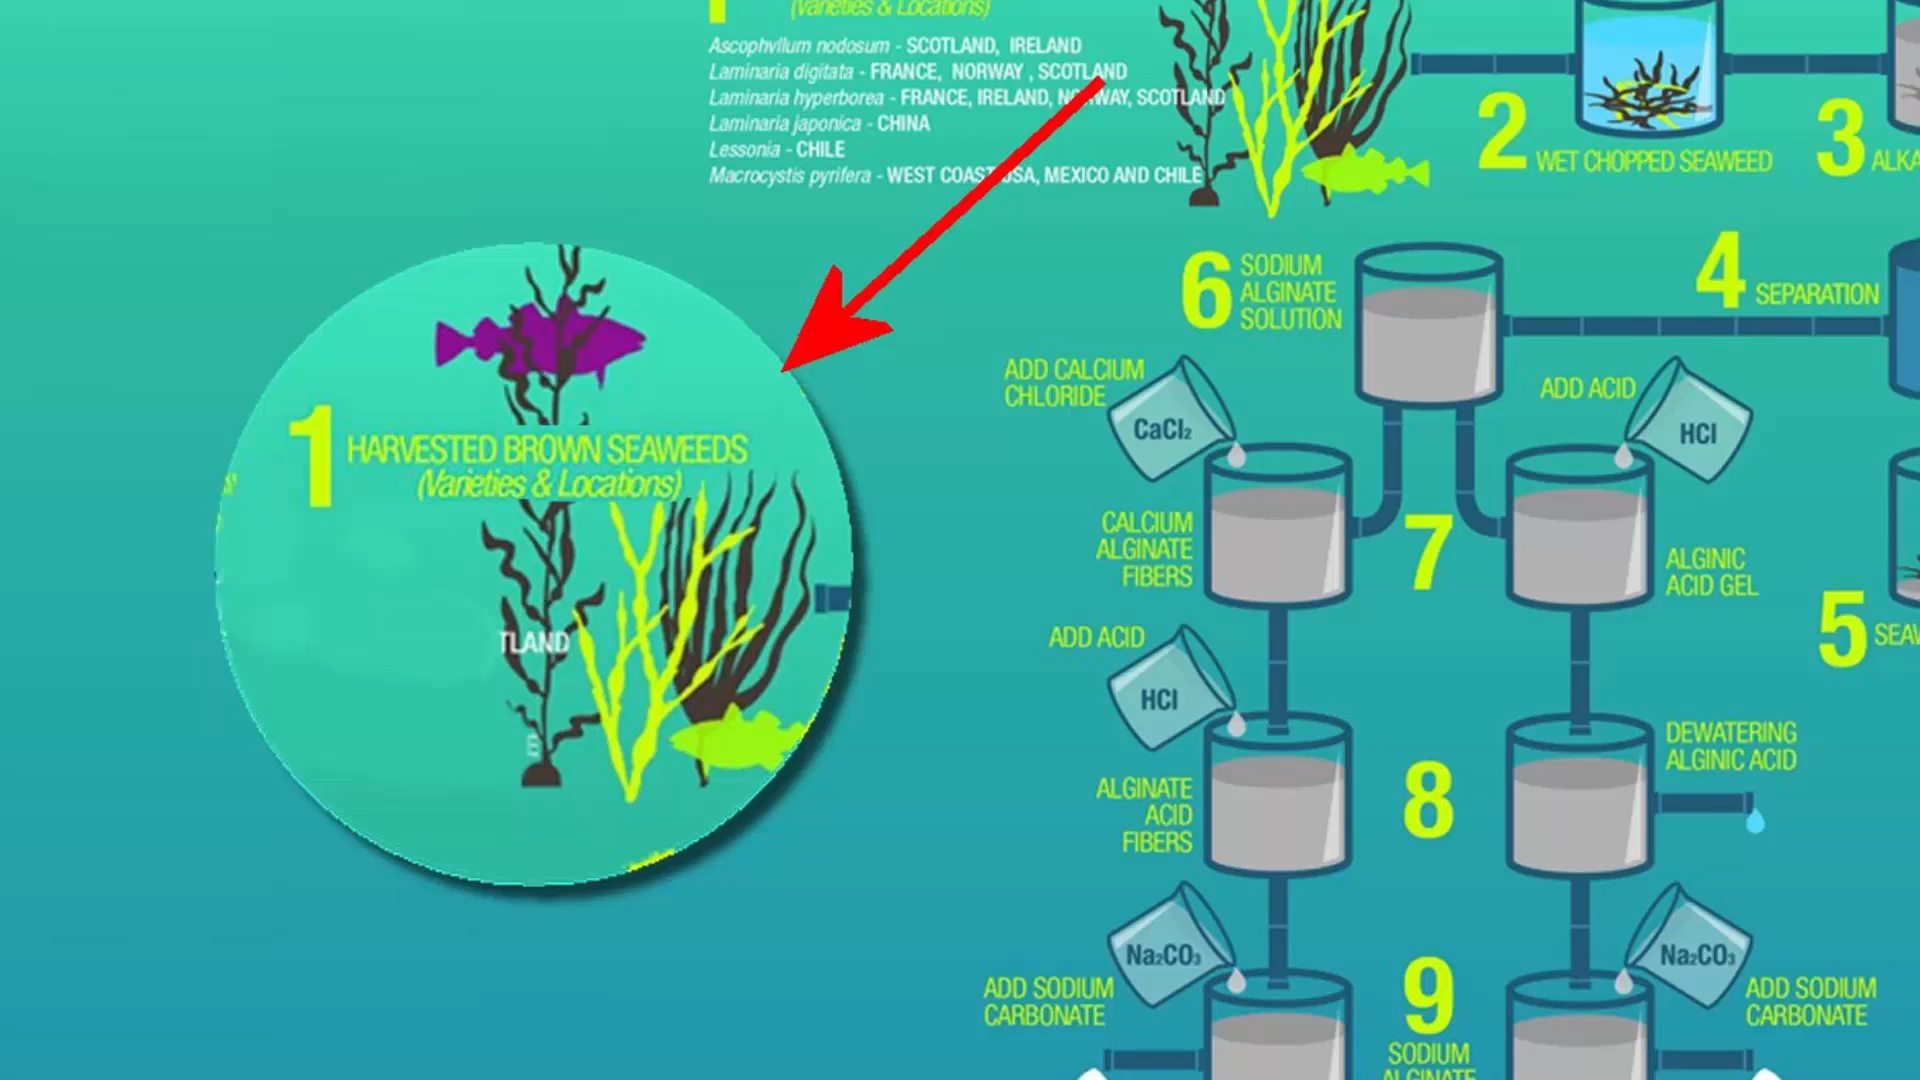 (Varieties & Locations)
Ascophyllum nodosum - SCOTLAND, IRELAND
Laminaria digitata - FRANCE, NORWAY , SCOTLAND
Laminaria hyperborea - FRANCE, IRELAND, NORWAY, SCOTLAND
Laminaria japonica - CHINA
Lessonia - CHILE
Macrocystis pyrifera - WEST COAST USA, MEXICO AND CHILE
2 WET CHOPPED SEAWEED
3 ALKA
1 HARVESTED BROWN SEAWEEDS
(Varieties & Locations)
TLAND
4 SEPARATION
6 SODIUM
ALGINATE
SOLUTION
ADD CALCIUM
CHLORIDE
CaCl₂
ADD ACID
HCl
CALCIUM
ALGINATE
FIBERS
7
ALGINIC
ACID GEL
5 SEAW
ADD ACID
HCl
ALGINATE
ACID
FIBERS
8
DEWATERING
ALGINIC ACID
Na₂CO₃
ADD SODIUM
CARBONATE
9
SODIUM
ALGINATE
Na₂CO₃
ADD SODIUM
CARBONATE